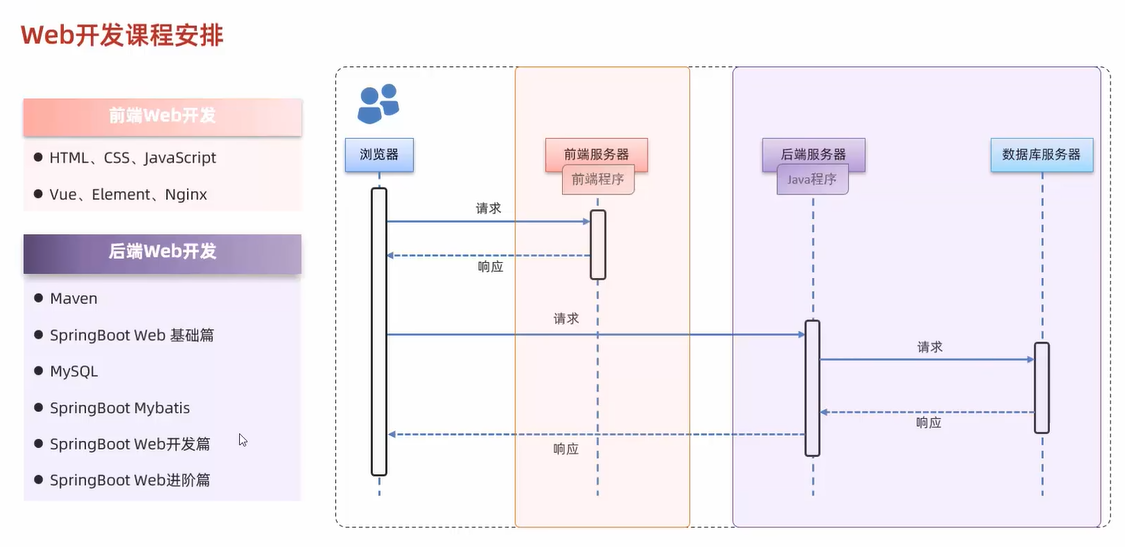 Web开发课程安排
前端Web开发
HTML、CSS、JavaScript
Vue、Element、Nginx
后端Web开发
Maven
SpringBoot Web 基础篇
MySQL
SpringBoot Mybatis
SpringBoot Web开发篇
SpringBoot Web进阶篇
浏览器
前端服务器
前端程序
后端服务器
Java程序
数据库服务器
请求
响应
请求
请求
响应
响应